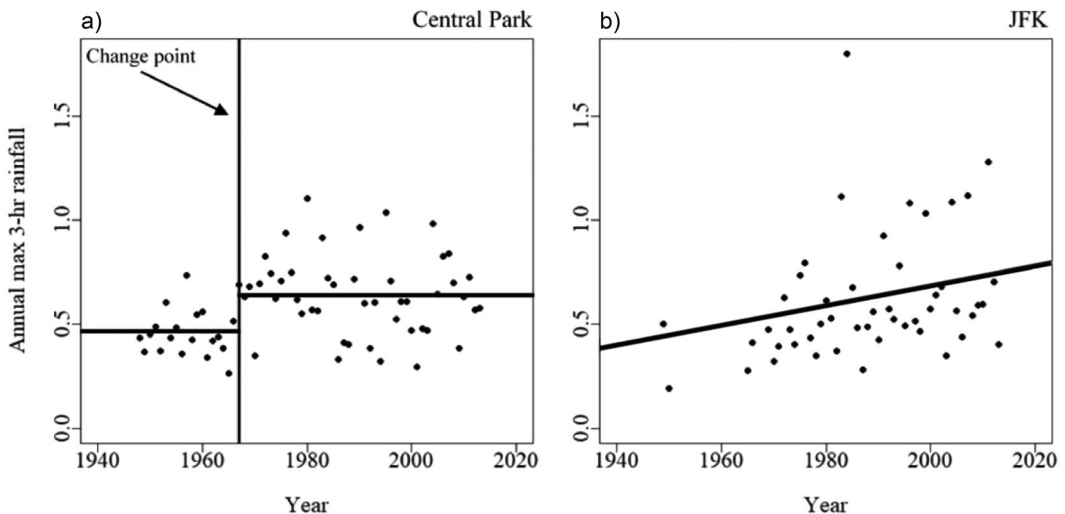 a) Central Park
Change point
Annual max 3-hr rainfall
1.5
1.0
0.5
0.0
1940 1960 1980 2000 2020
Year
b) JFK
1.5
1.0
0.5
0.0
1940 1960 1980 2000 2020
Year